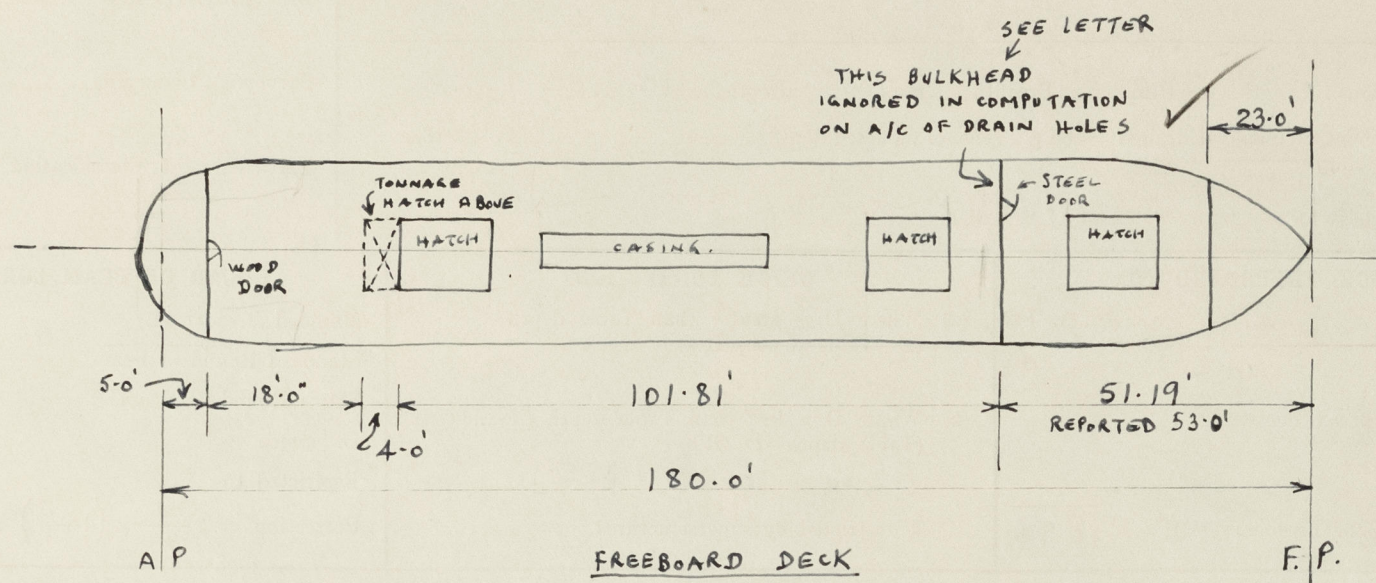 SEE LETTER
THIS BULKHEAD
IGNORED IN COMPUTATION
ON A/C OF DRAIN HOLES
23.0'
TONNAGE
HATCH ABOVE
STEEL
DOOR
HATCH
CASING.
HATCH
HATCH
WOOD
DOOR
5-0'
18'0"
4-0'
101.81'
51.19'
REPORTED 53.0'
180.0'
A P
FREEBOARD DECK
F. P.